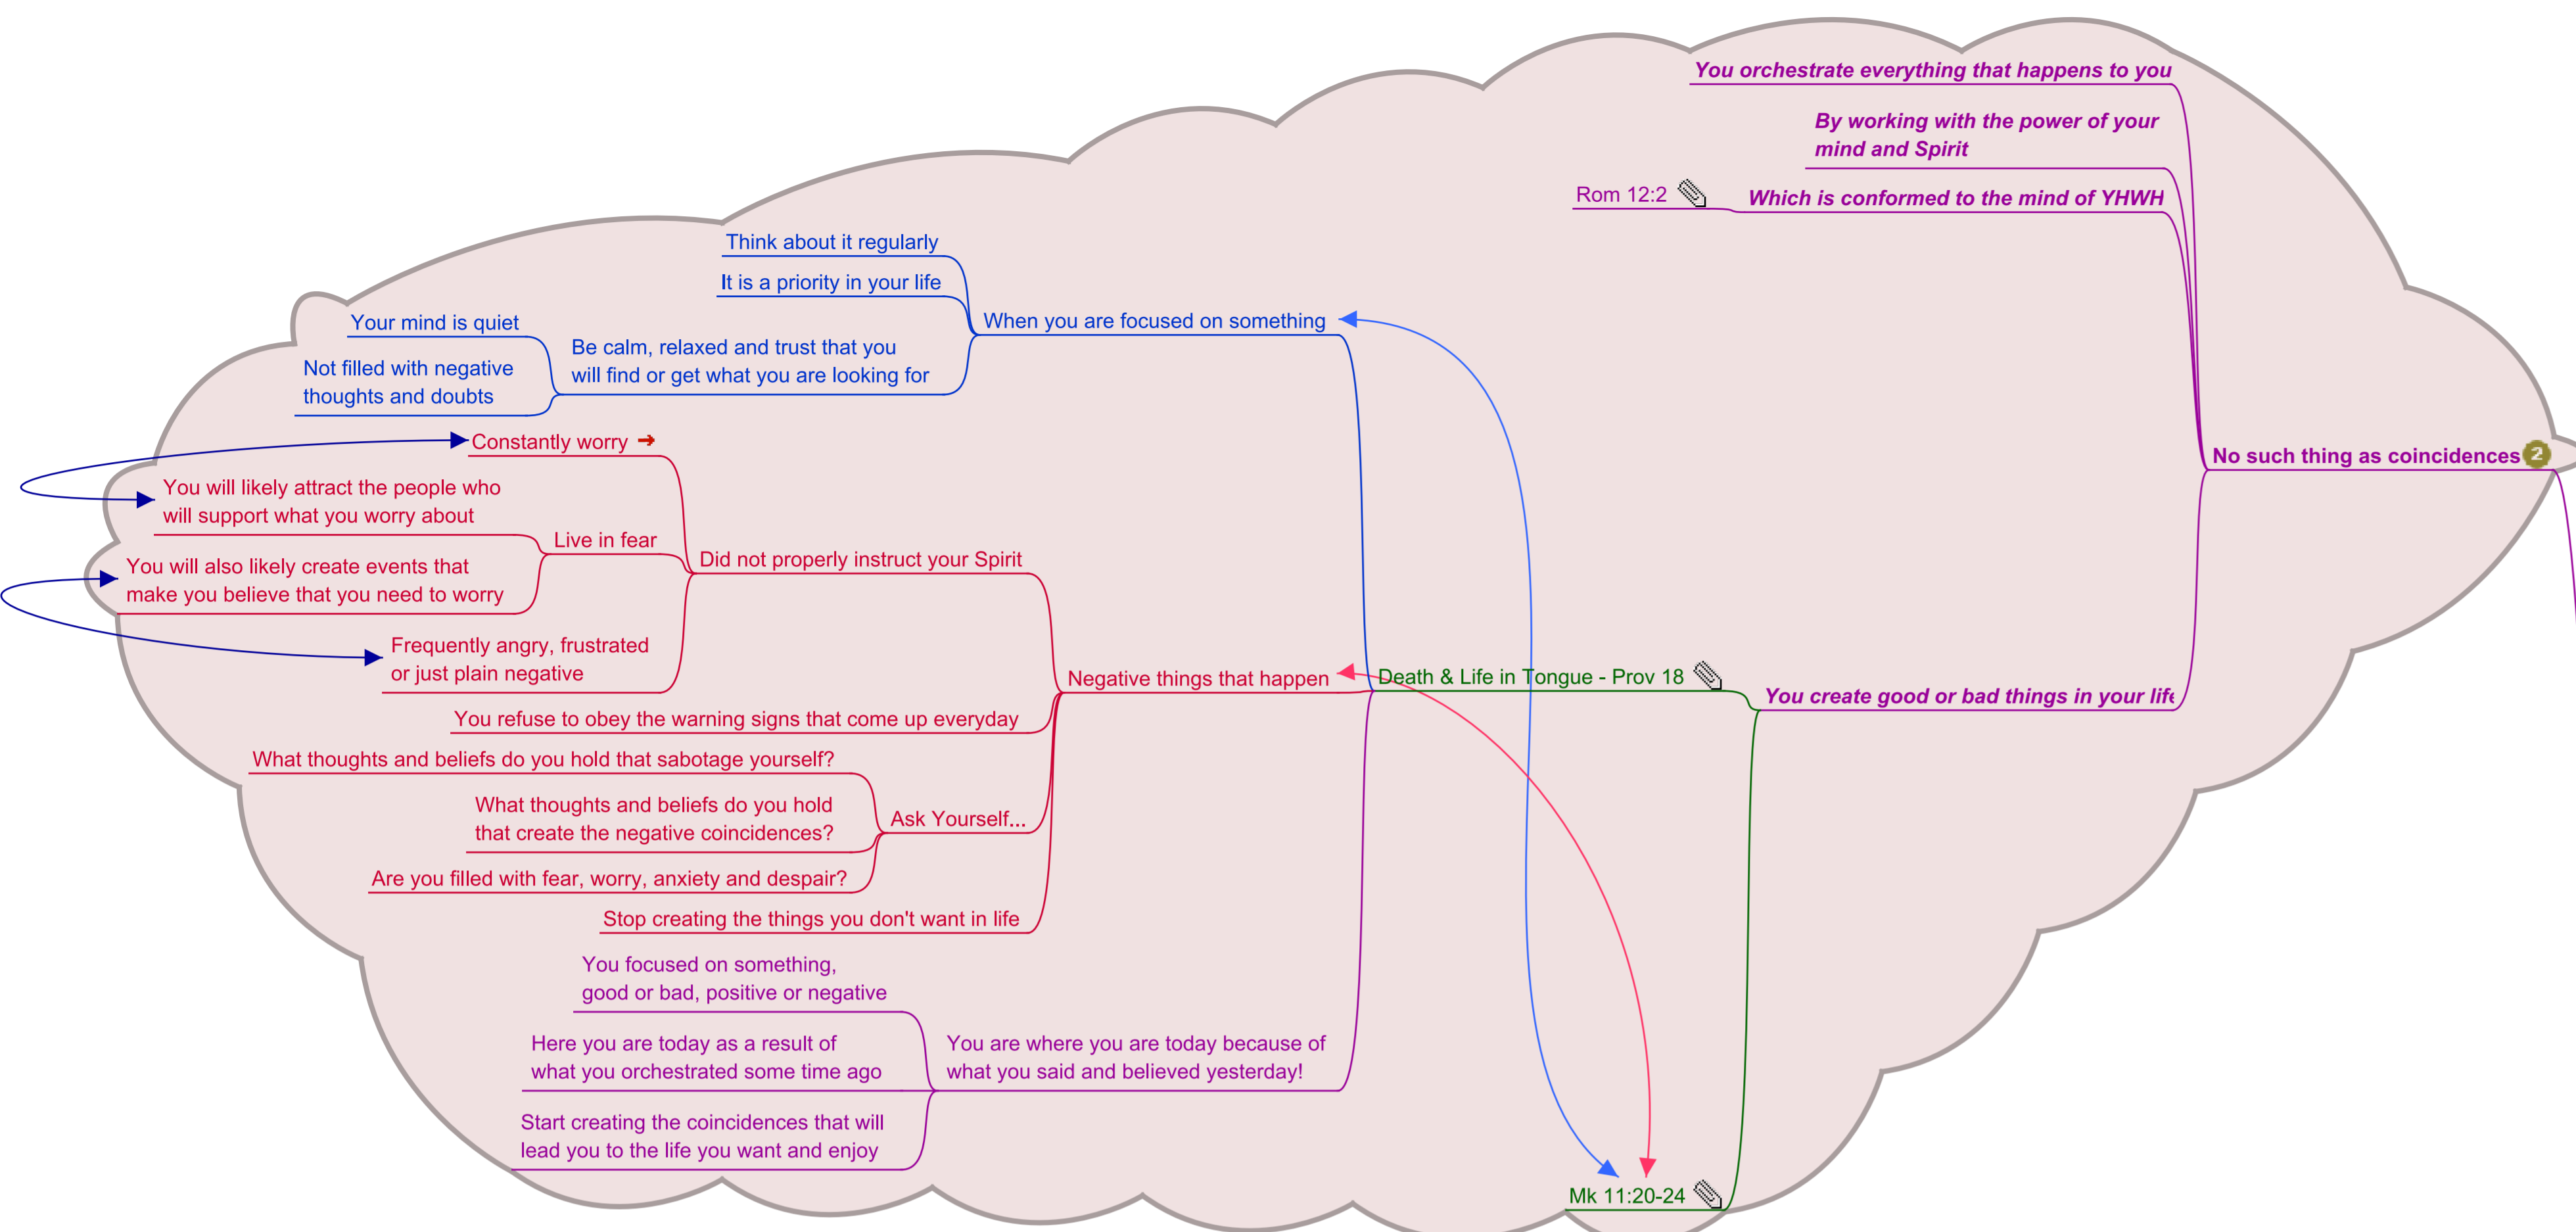 You orchestrate everything that happens to you
By working with the power of your
mind and Spirit
Rom 12:2
Which is conformed to the mind of YHWH
Think about it regularly
It is a priority in your life
When you are focused on something
Your mind is quiet
Be calm, relaxed and trust that you
will find or get what you are looking for
Not filled with negative
thoughts and doubts
Constantly worry
No such thing as coincidences
2
You will likely attract the people who
will support what you worry about
Live in fear
You will also likely create events that
make you believe that you need to worry
Did not properly instruct your Spirit
Frequently angry, frustrated
or just plain negative
Negative things that happen
Death & Life in Tongue - Prov 18
You create good or bad things in your life
You refuse to obey the warning signs that come up everyday
What thoughts and beliefs do you hold that sabotage yourself?
What thoughts and beliefs do you hold
that create the negative coincidences?
Ask Yourself...
Are you filled with fear, worry, anxiety and despair?
Stop creating the things you don't want in life
You focused on something,
good or bad, positive or negative
Here you are today as a result of
what you orchestrated some time ago
You are where you are today because of
what you said and believed yesterday!
Start creating the coincidences that will
lead you to the life you want and enjoy
Mk 11:20-24